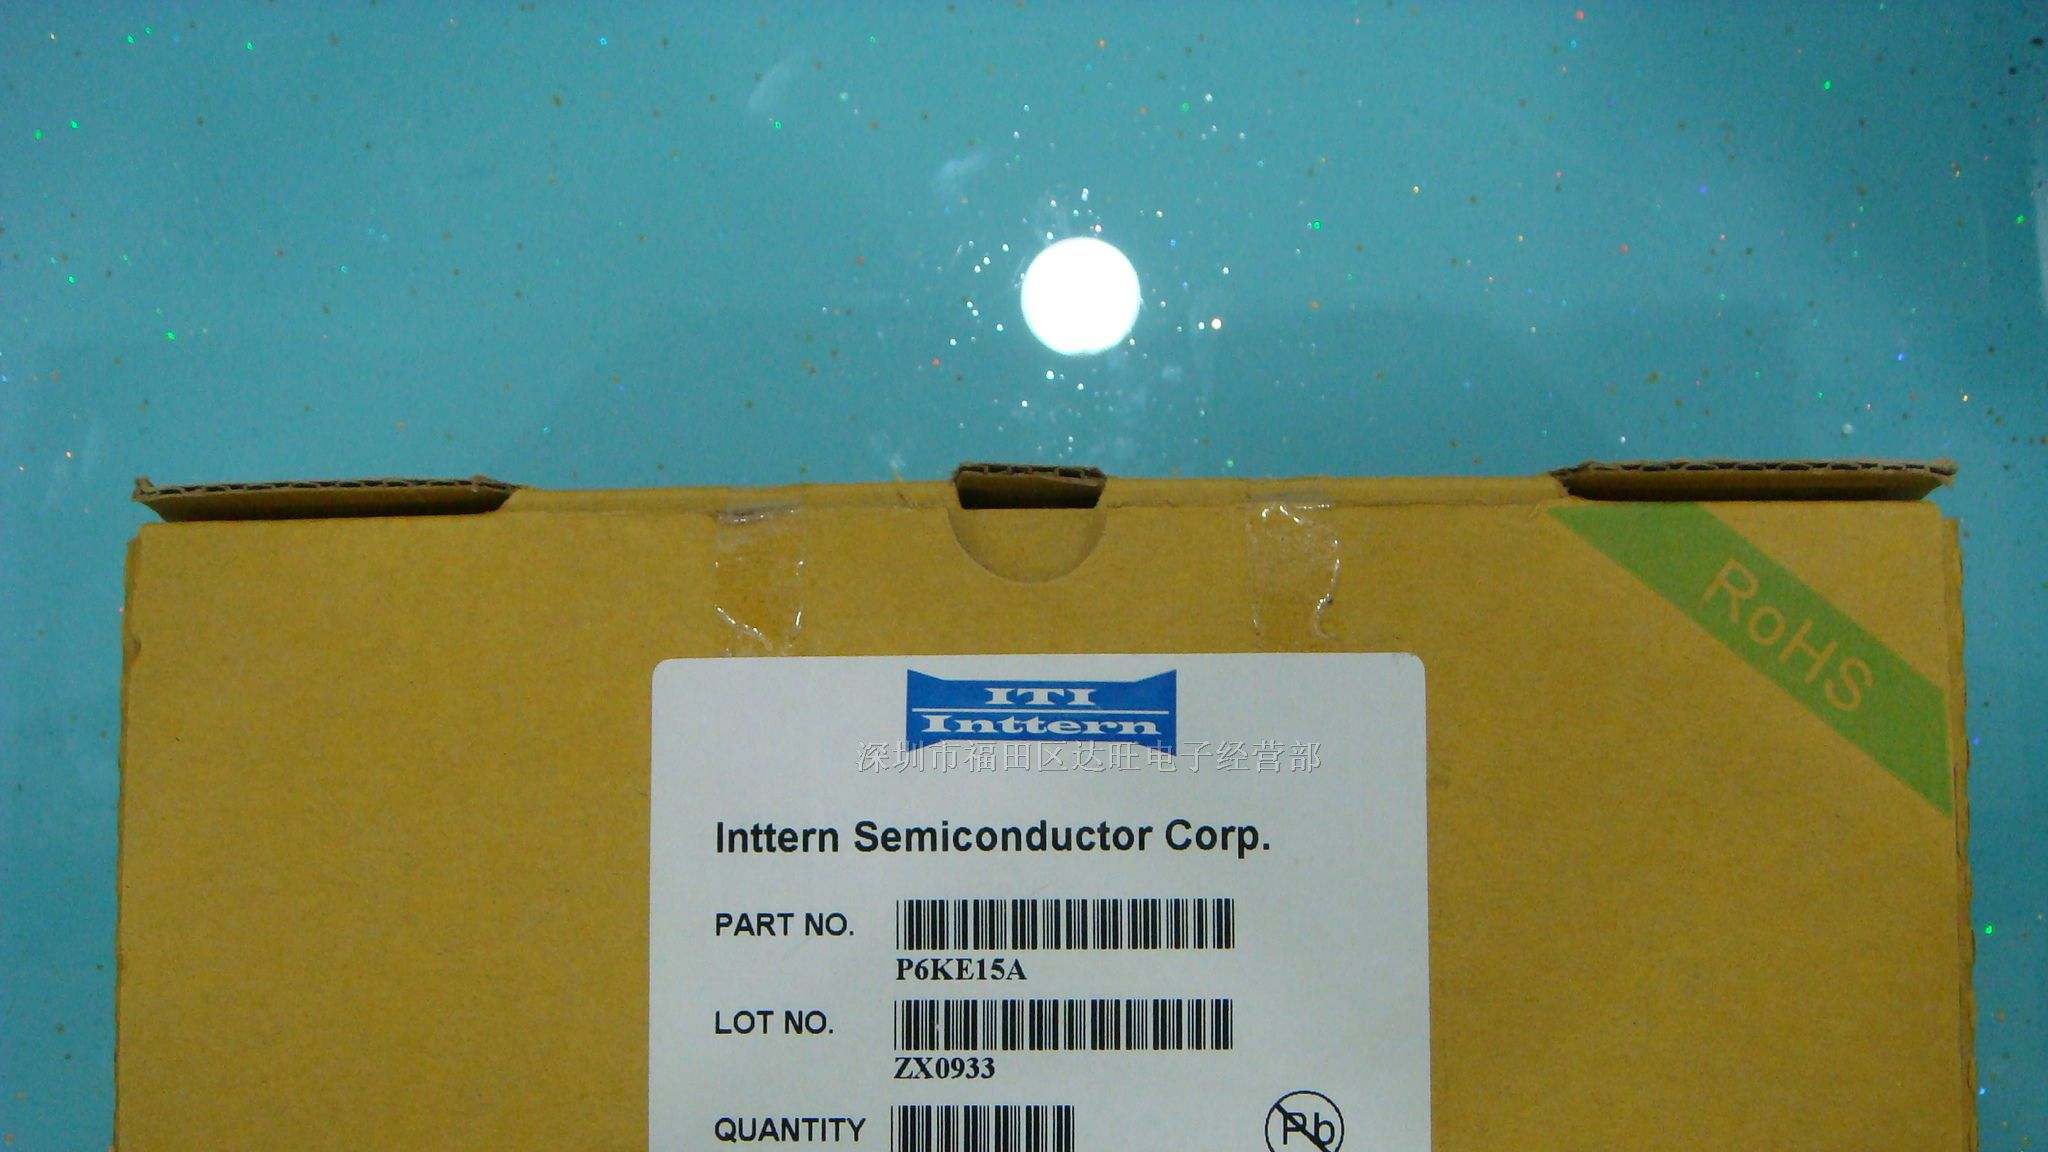 RoHS
ITI
Inttern
深圳市福田区达旺电子经营部
Inttern Semiconductor Corp.
PART NO.
P6KE15A
LOT NO.
ZX0933
QUANTITY
Pb